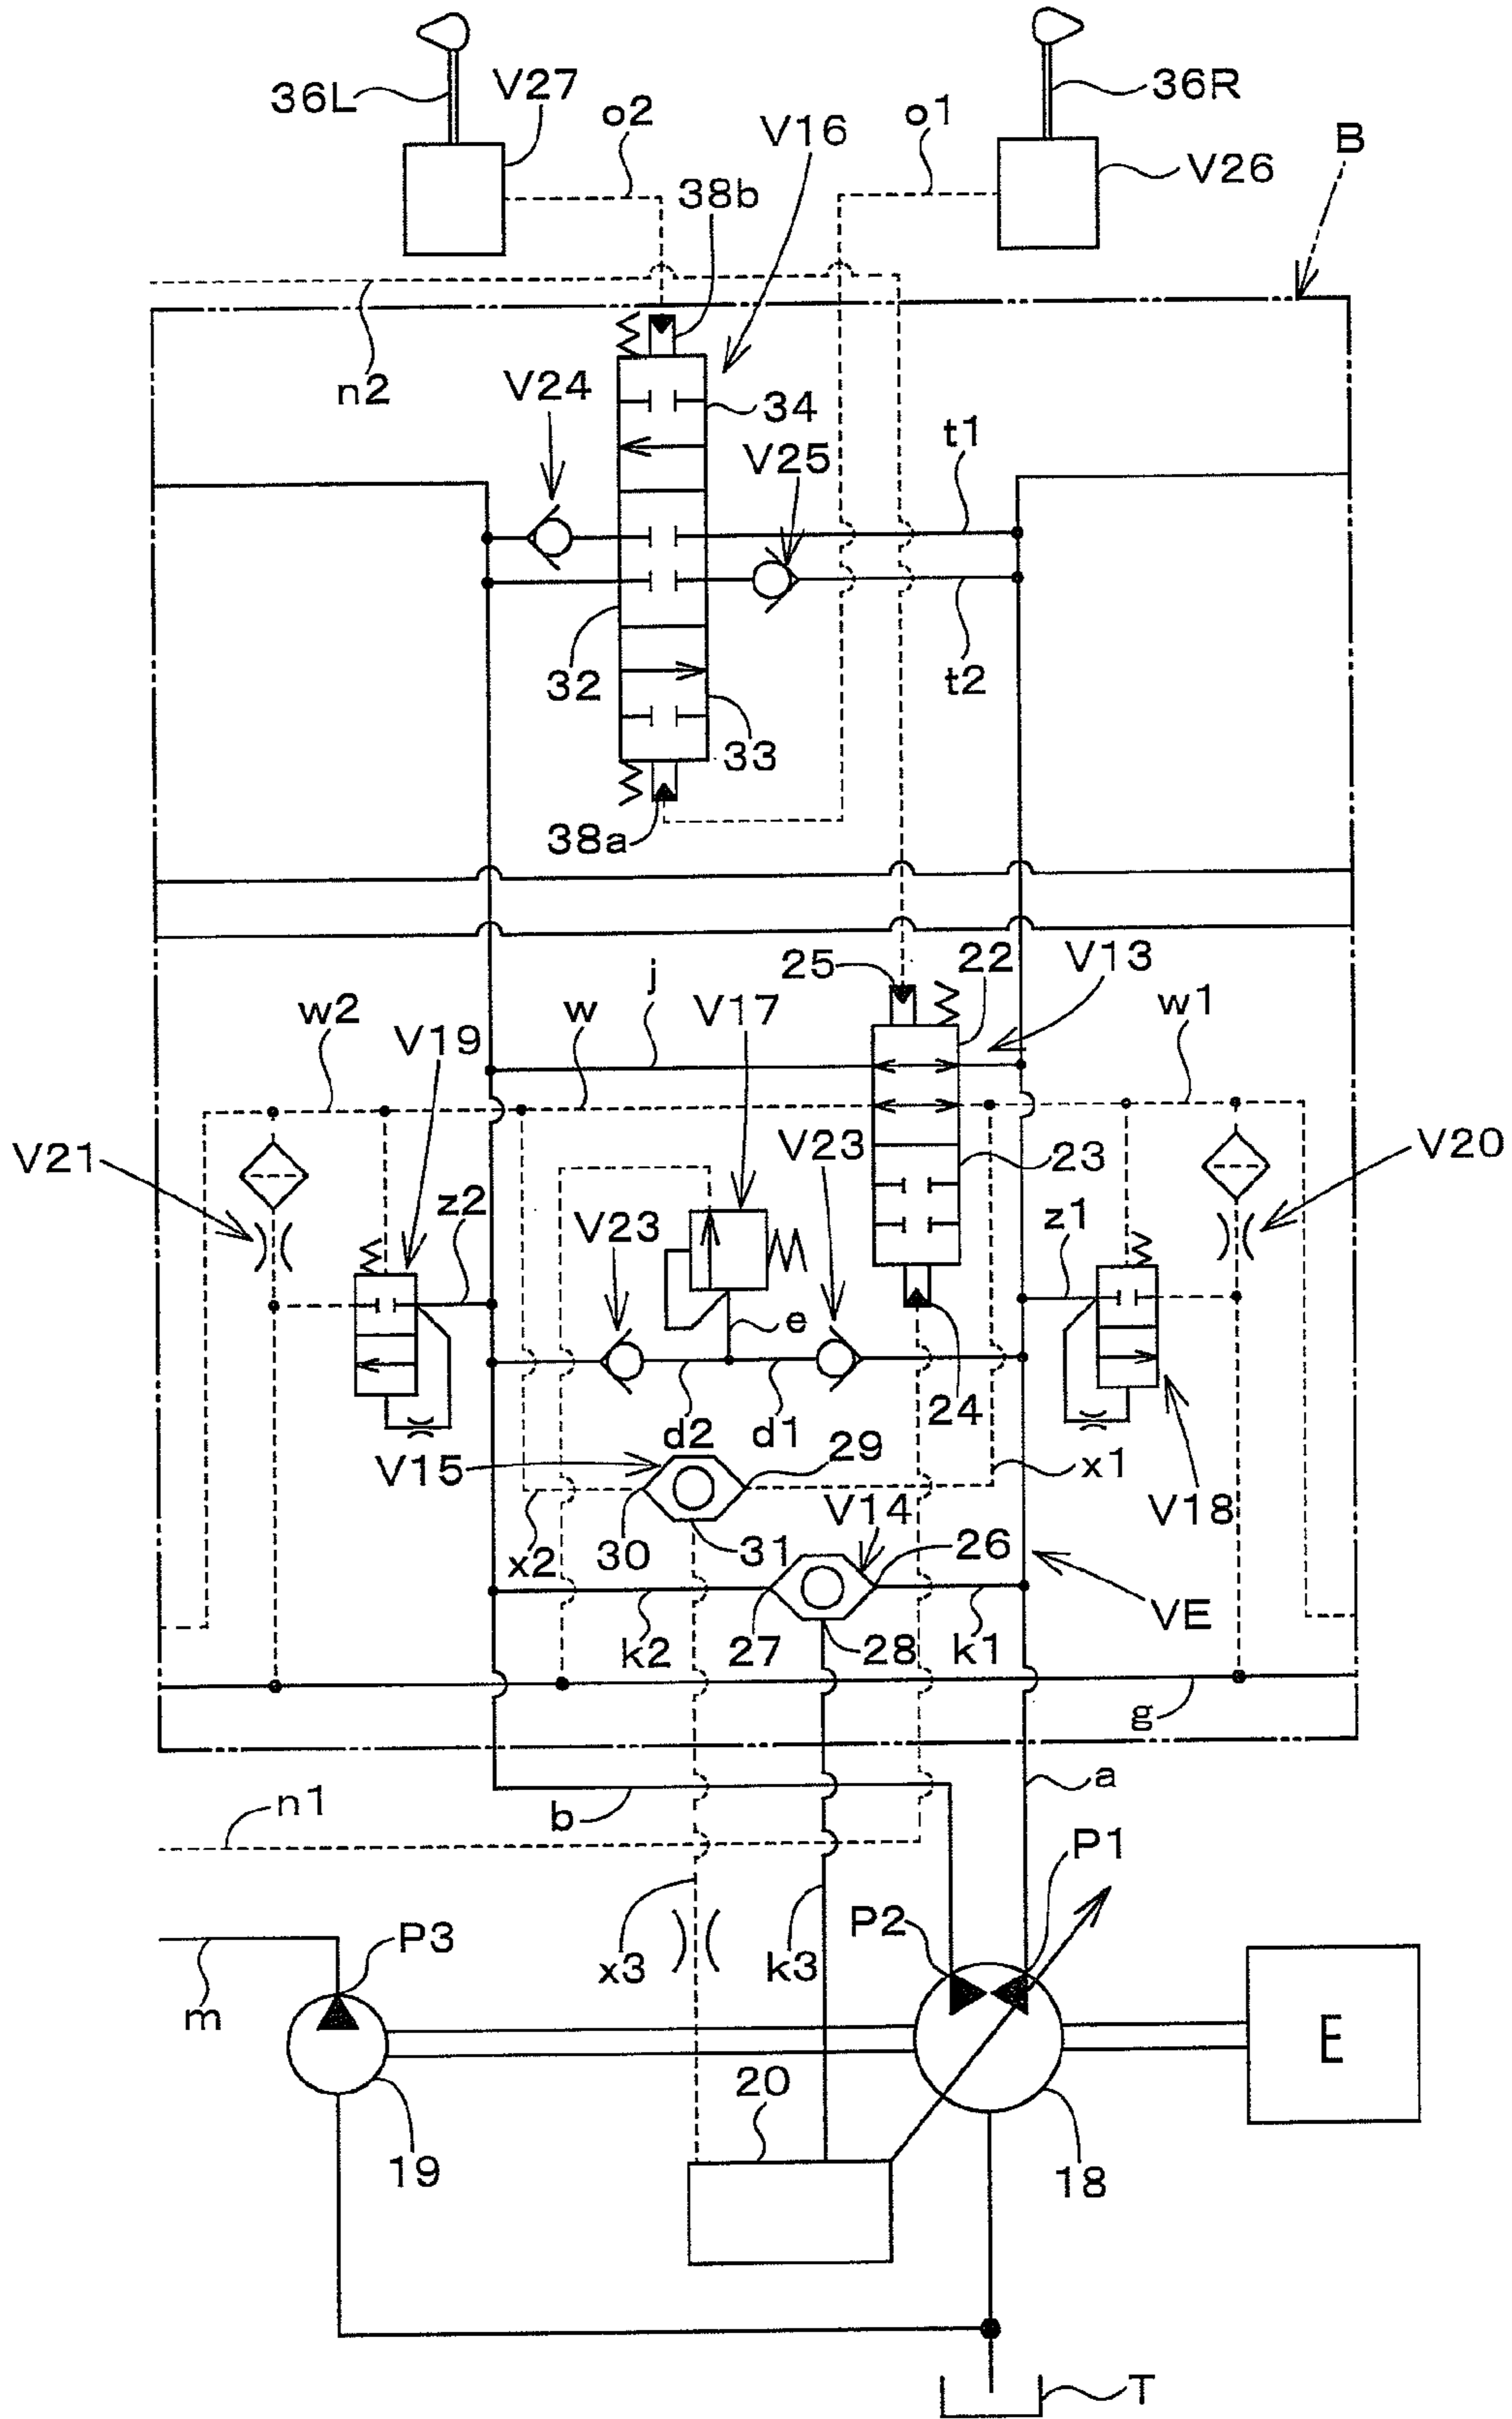 36L
V27
o2
V16
o1
36R
B
V26
38b
n2
V24
34
V25
t1
32
t2
33
38a
25
22
V13
w2
V19
w
j
V17
w1
V21
V23
23
V20
z2
V23
z1
e
24
d2
d1
29
V15
x1
V18
V14
30
31
26
x2
VE
k2
27
28
k1
g
n1
b
a
P1
P2
P3
x3
k3
m
E
20
19
18
T